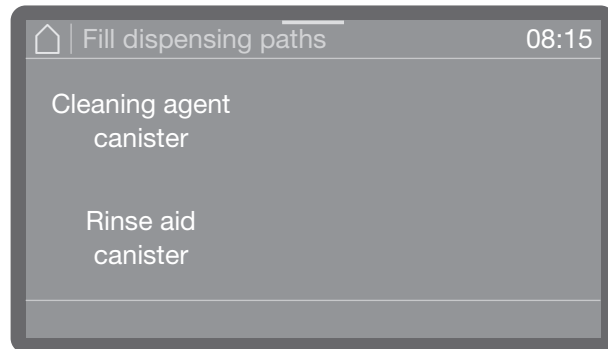 Fill dispensing paths 08:15
Cleaning agent
canister
Rinse aid
canister